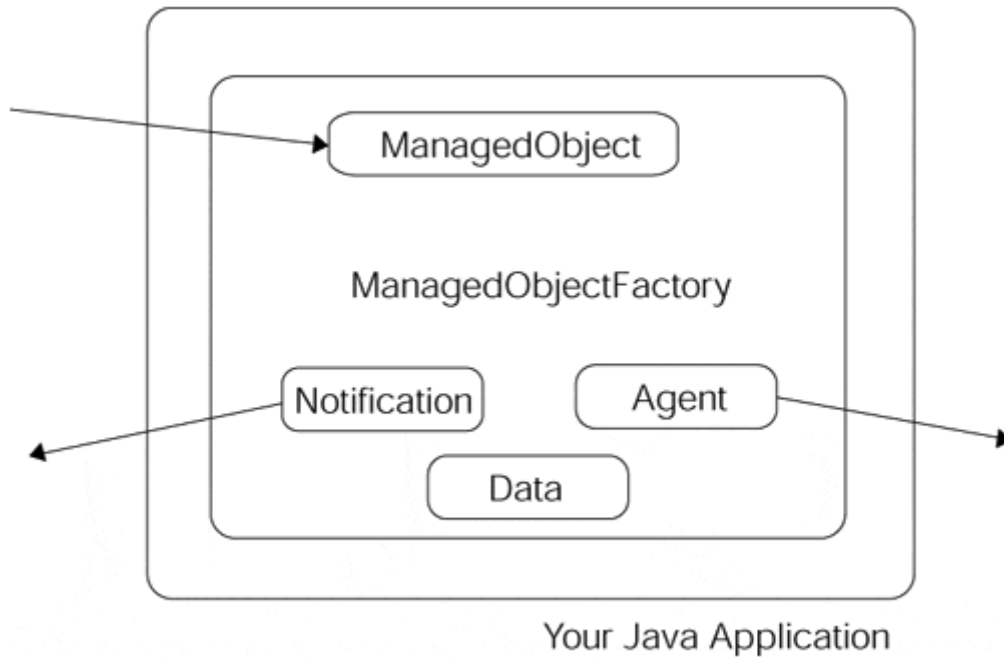 ManagedObject
ManagedObjectFactory
Notification
Agent
Data
Your Java Application